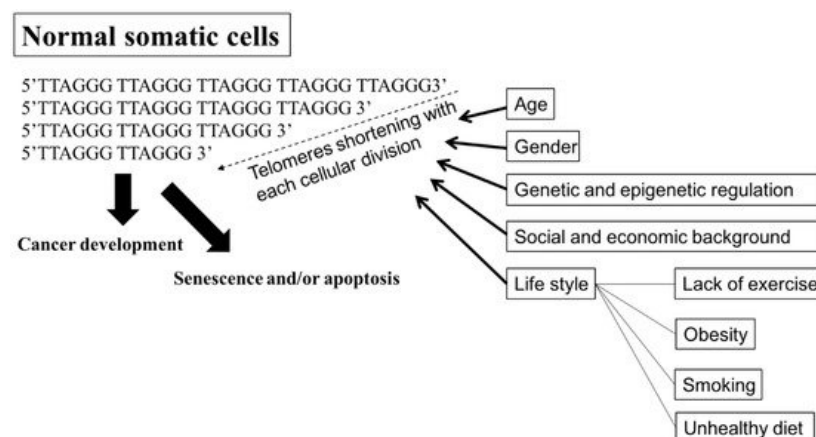 Normal somatic cells
5'TTAGGG TTAGGG TTAGGG TTAGGG TTAGGG3'
5'TTAGGG TTAGGG TTAGGG TTAGGG 3'
5'TTAGGG TTAGGG TTAGGG 3'
5'TTAGGG TTAGGG 3'
Telomeres shortening with
each cellular division
Cancer development
Senescence and/or apoptosis
Age
Gender
Genetic and epigenetic regulation
Social and economic background
Life style
Lack of exercise
Obesity
Smoking
Unhealthy diet